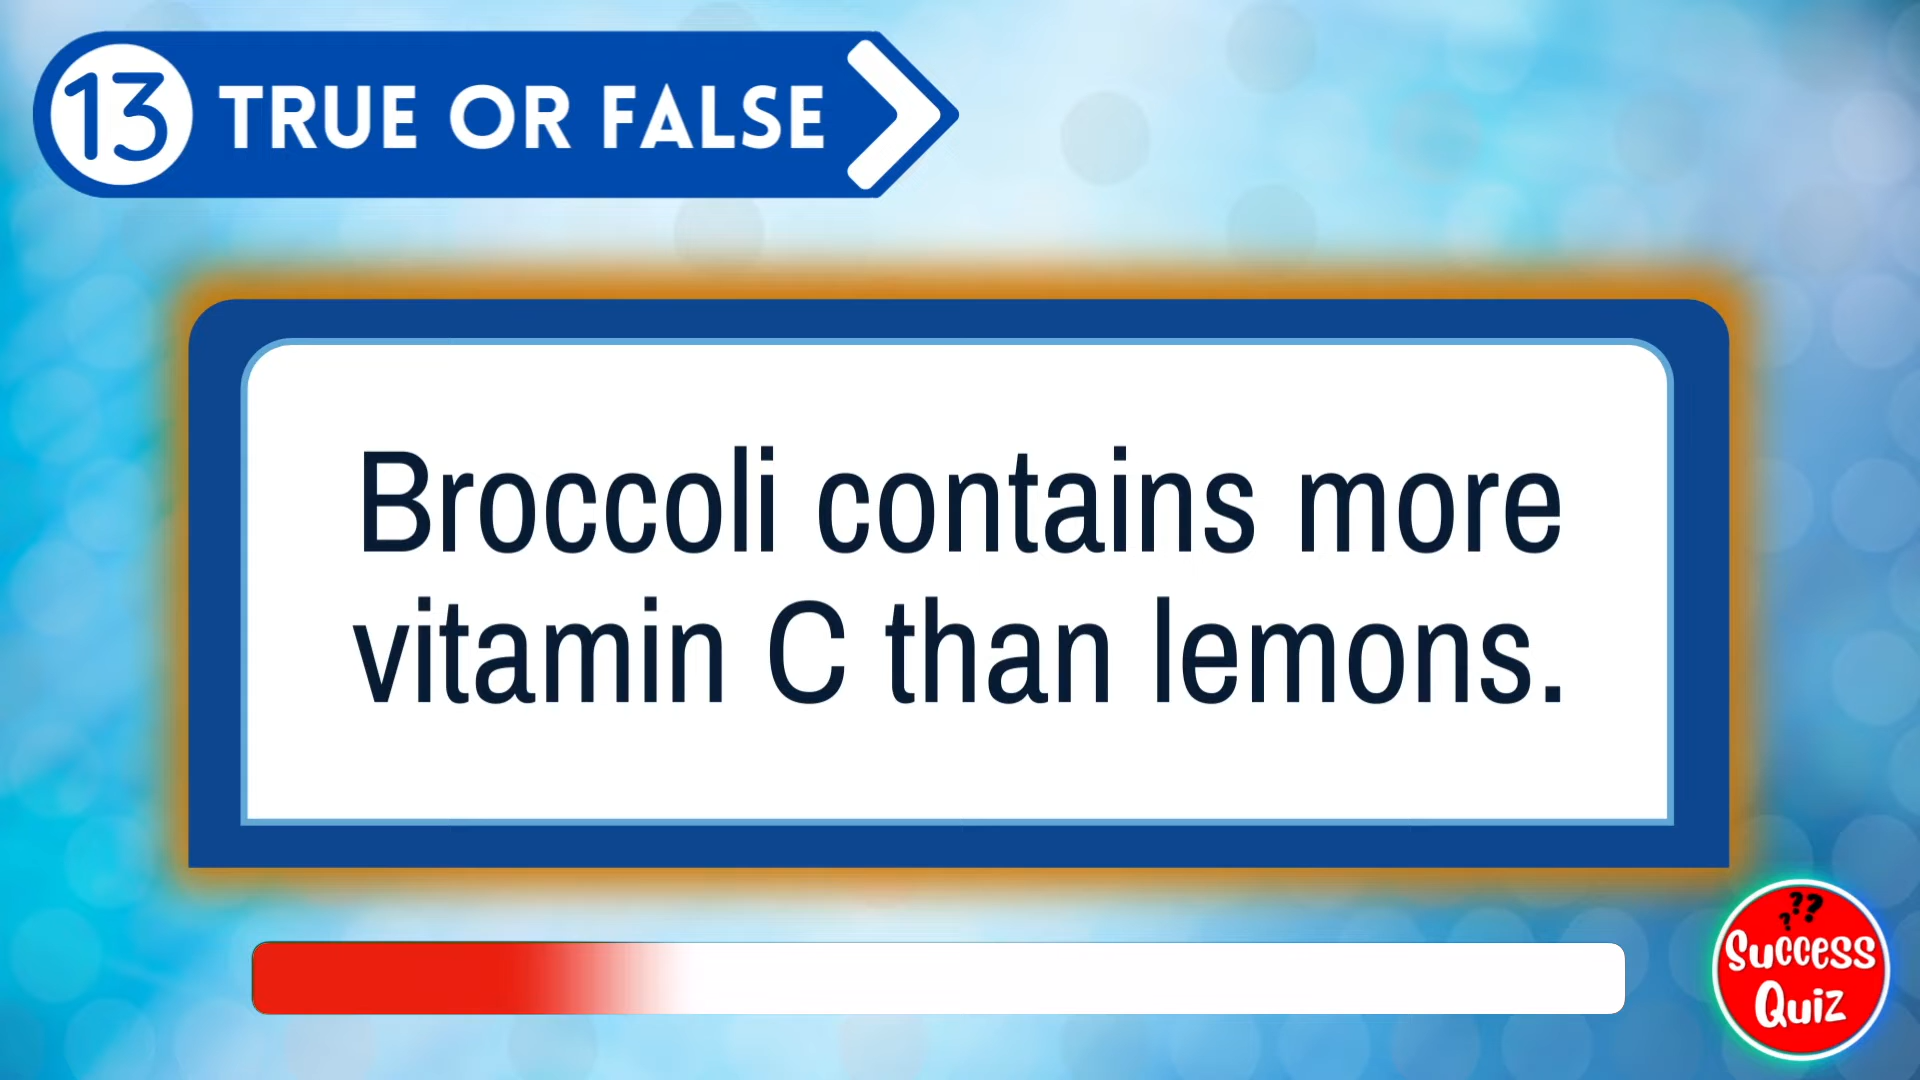 13 TRUE OR FALSE
Broccoli contains more
vitamin C than lemons.
???
Success
Quiz